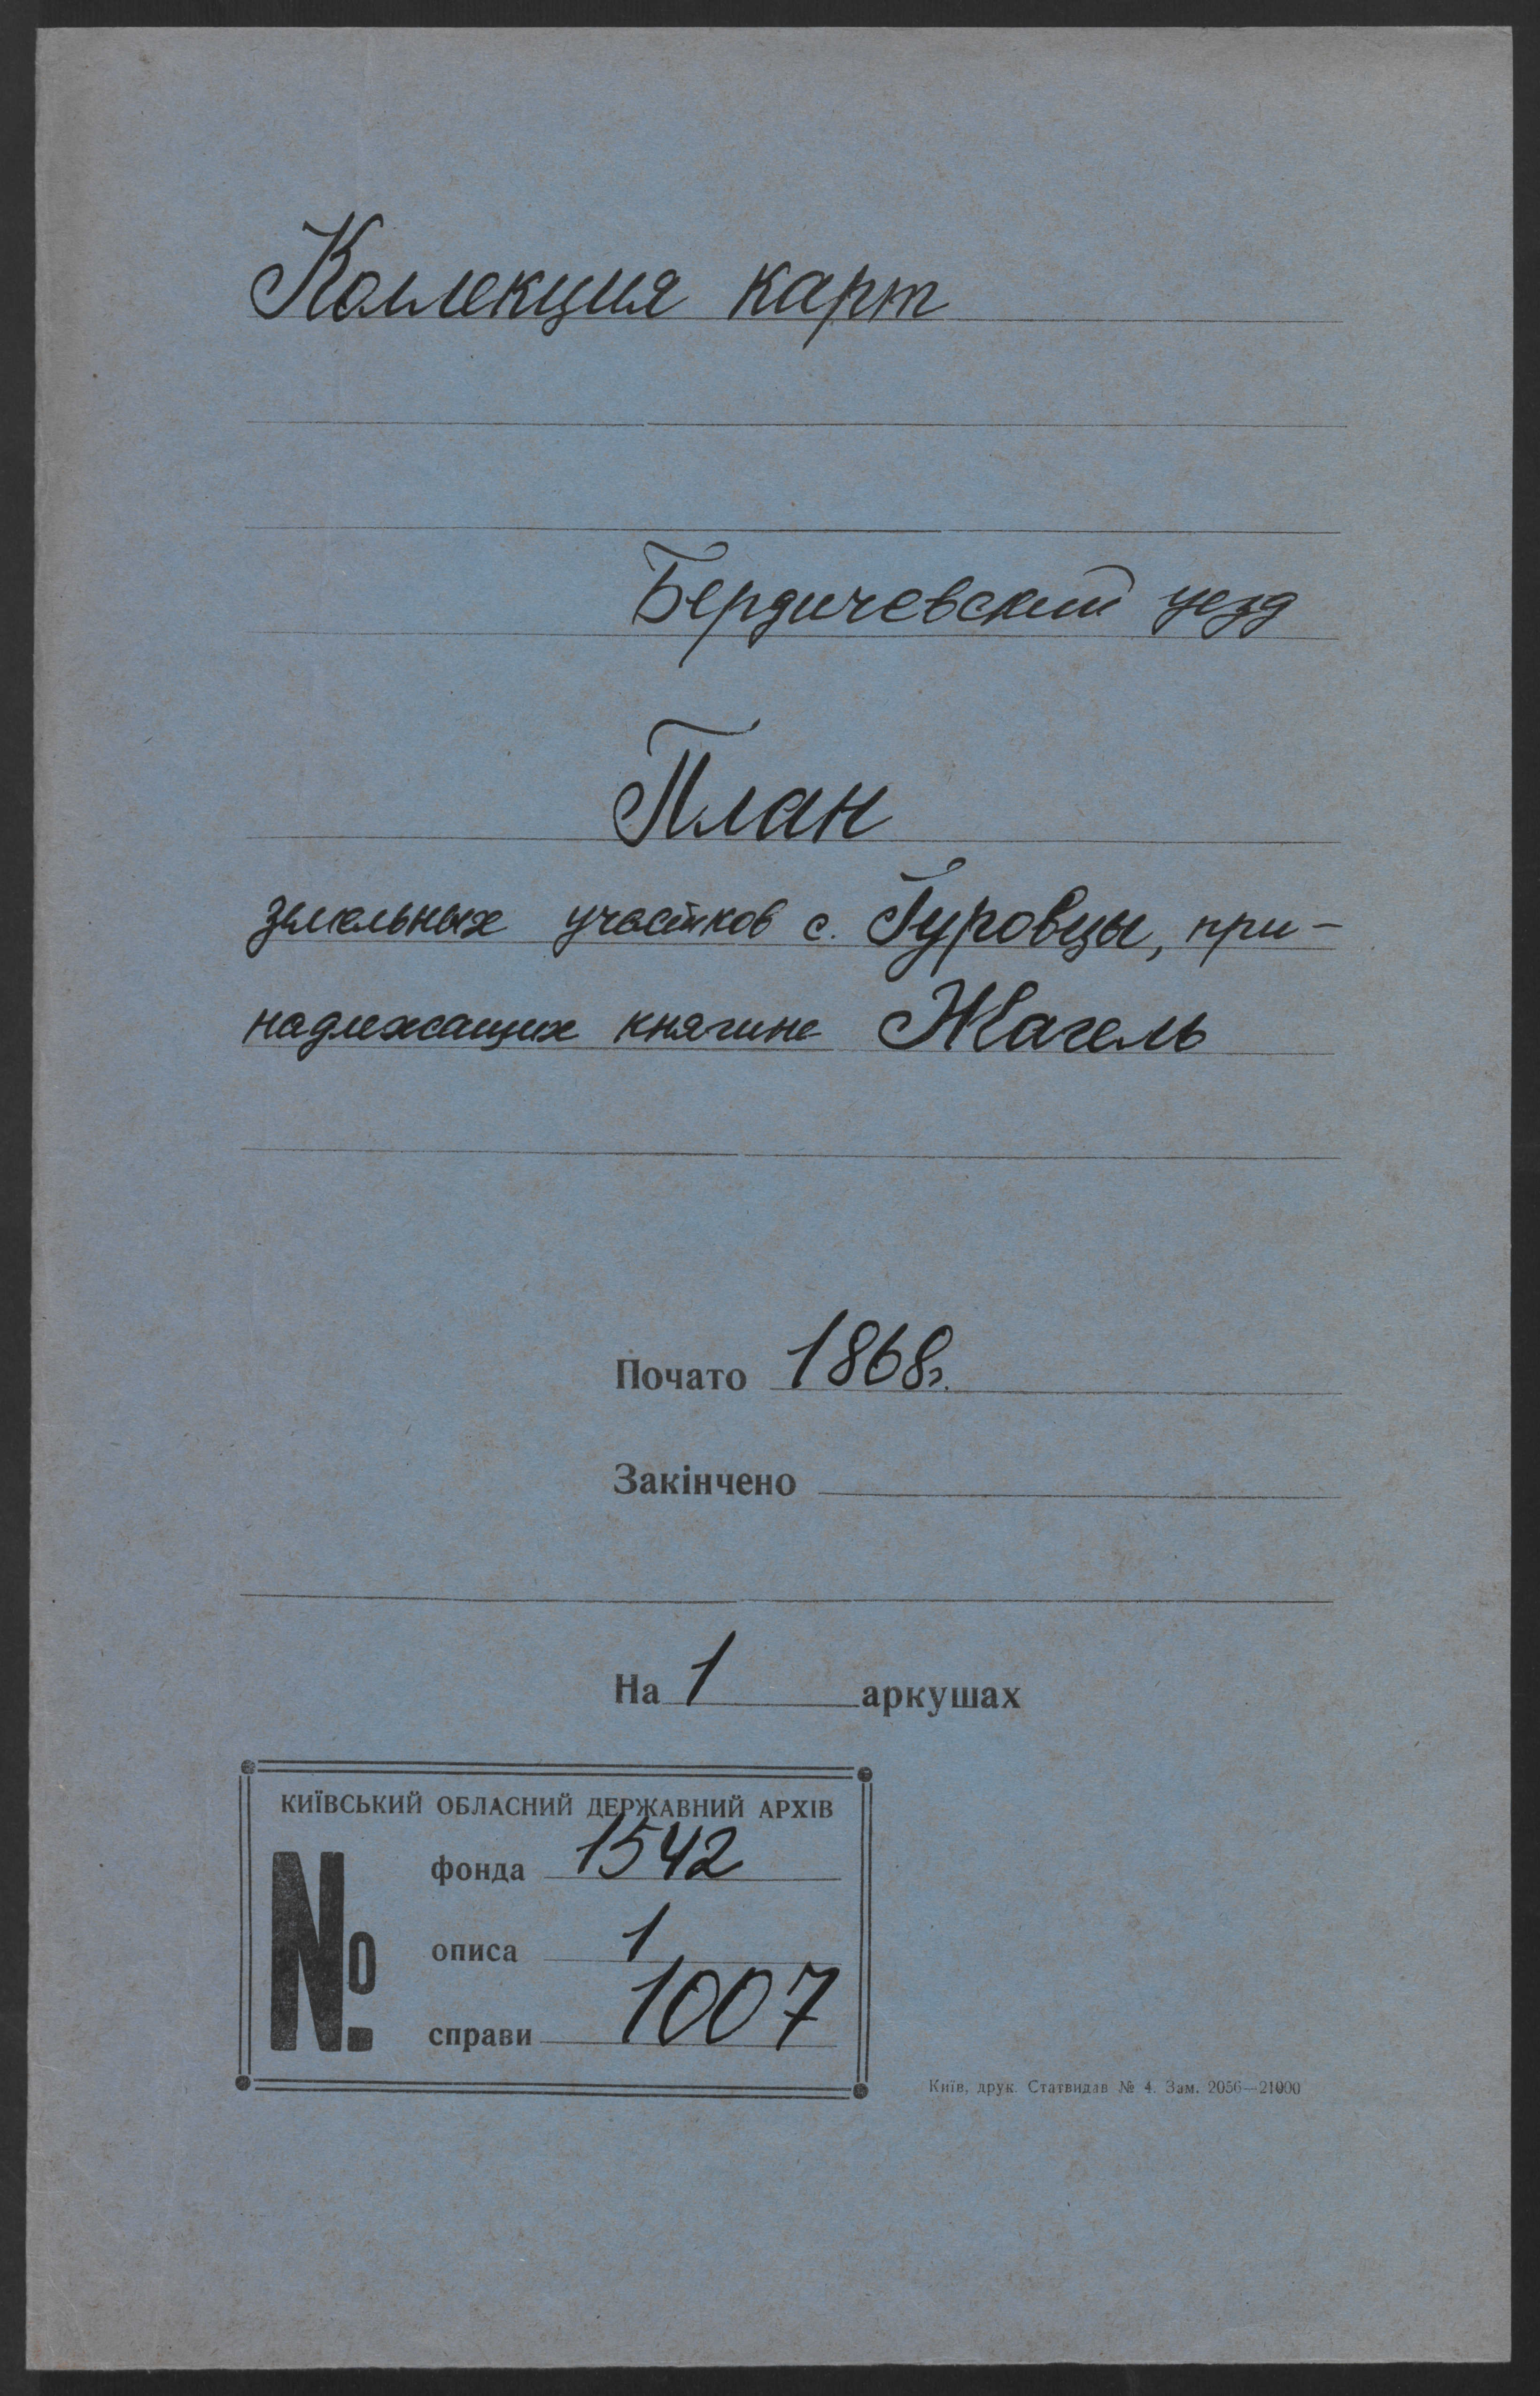 Коллекция карт
Бердичевский уезд
План
земельных участков с. Гуровцы, при-
надлежащих княгине Жагель
Почато 1868г.
Закінчено
На 1 аркушах
КИЇВСЬКИЙ ОБЛАСНИЙ ДЕРЖАВНИЙ АРХІВ
№ фонда 1542
описа 1
справи 1007
Київ, друк. Статвидав № 4. Зам. 2056—21000